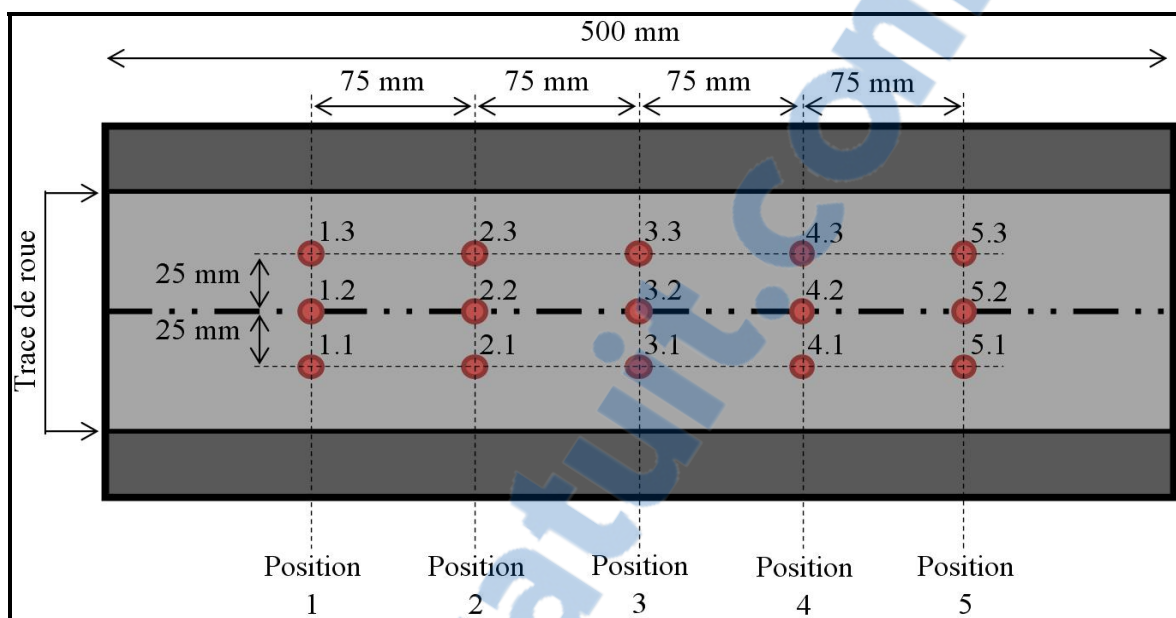 500 mm
75 mm 75 mm 75 mm 75 mm
1.3 2.3 3.3 4.3 5.3
25 mm
1.2 2.2 3.2 4.2 5.2
25 mm
1.1 2.1 3.1 4.1 5.1
Trace de roue
Position Position Position Position Position
1 2 3 4 5
atuit.com